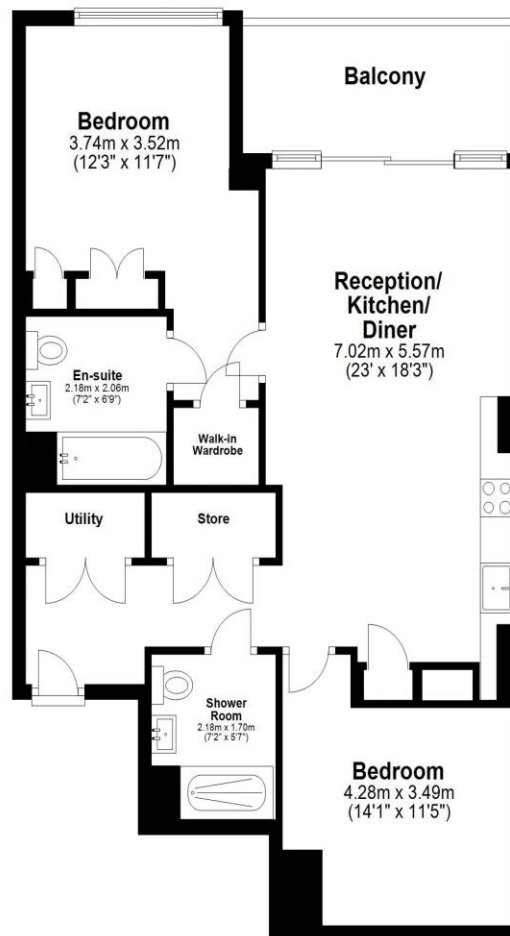 Balcony
Bedroom
3.74m x 3.52m
(12'3" x 11'7")
Reception/
Kitchen/
Diner
7.02m x 5.57m
(23' x 18'3")
En-suite
2.18m x 2.06m
(7'2" x 6'9")
Walk-in
Wardrobe
Utility
Store
Shower
Room
2.18m x 1.70m
(7'2" x 5'7")
Bedroom
4.28m x 3.49m
(14'1" x 11'5")